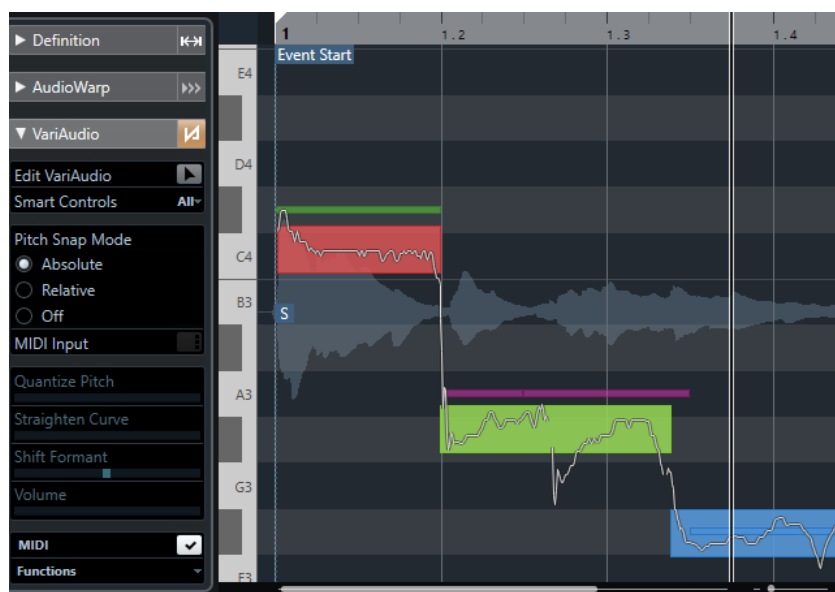 Definition
AudioWarp
VariAudio
Edit VariAudio
Smart Controls All
Pitch Snap Mode
Absolute
Relative
Off
MIDI Input
Quantize Pitch
Straighten Curve
Shift Formant
Volume
MIDI
Functions
1 1.2 1.3 1.4
Event Start
E4
D4
C4
B3
S
A3
G3
F3